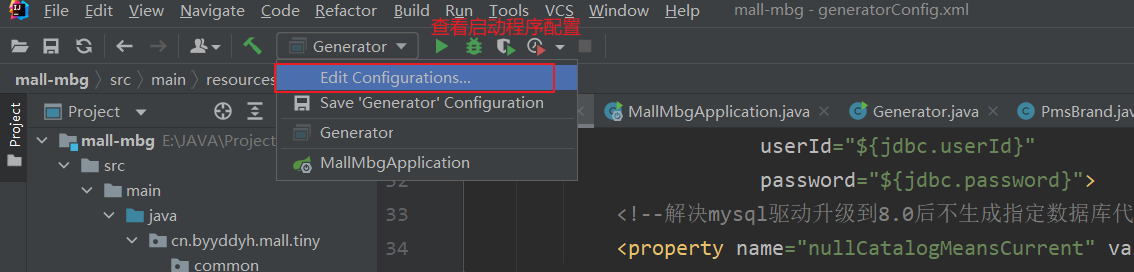 File Edit View Navigate Code Refactor Build Run Tools VCS Window Help mall-mbg - generatorConfig.xml
查看启动程序配置
Generator
mall-mbg src main resources
Edit Configurations...
Save 'Generator' Configuration
Generator
MallMbgApplication
Project
Project
mall-mbg E:\JAVA\Project
src
main
java
cn.byyddyh.mall.tiny
common
MallMbgApplication.java Generator.java PmsBrand.jav
userId="${jdbc.userId}"
password="${jdbc.password}">
33 <!--解决mysql驱动升级到8.0后不生成指定数据库代
34 <property name="nullCatalogMeansCurrent" va